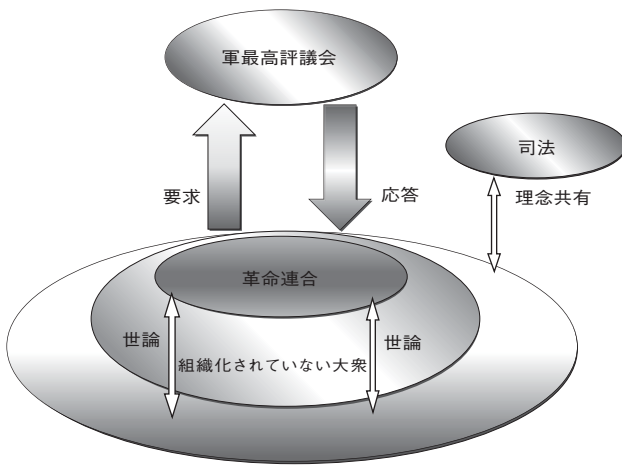 軍最高評議会
司法
要求
応答
理念共有
革命連合
世論
世論
組織化されていない大衆